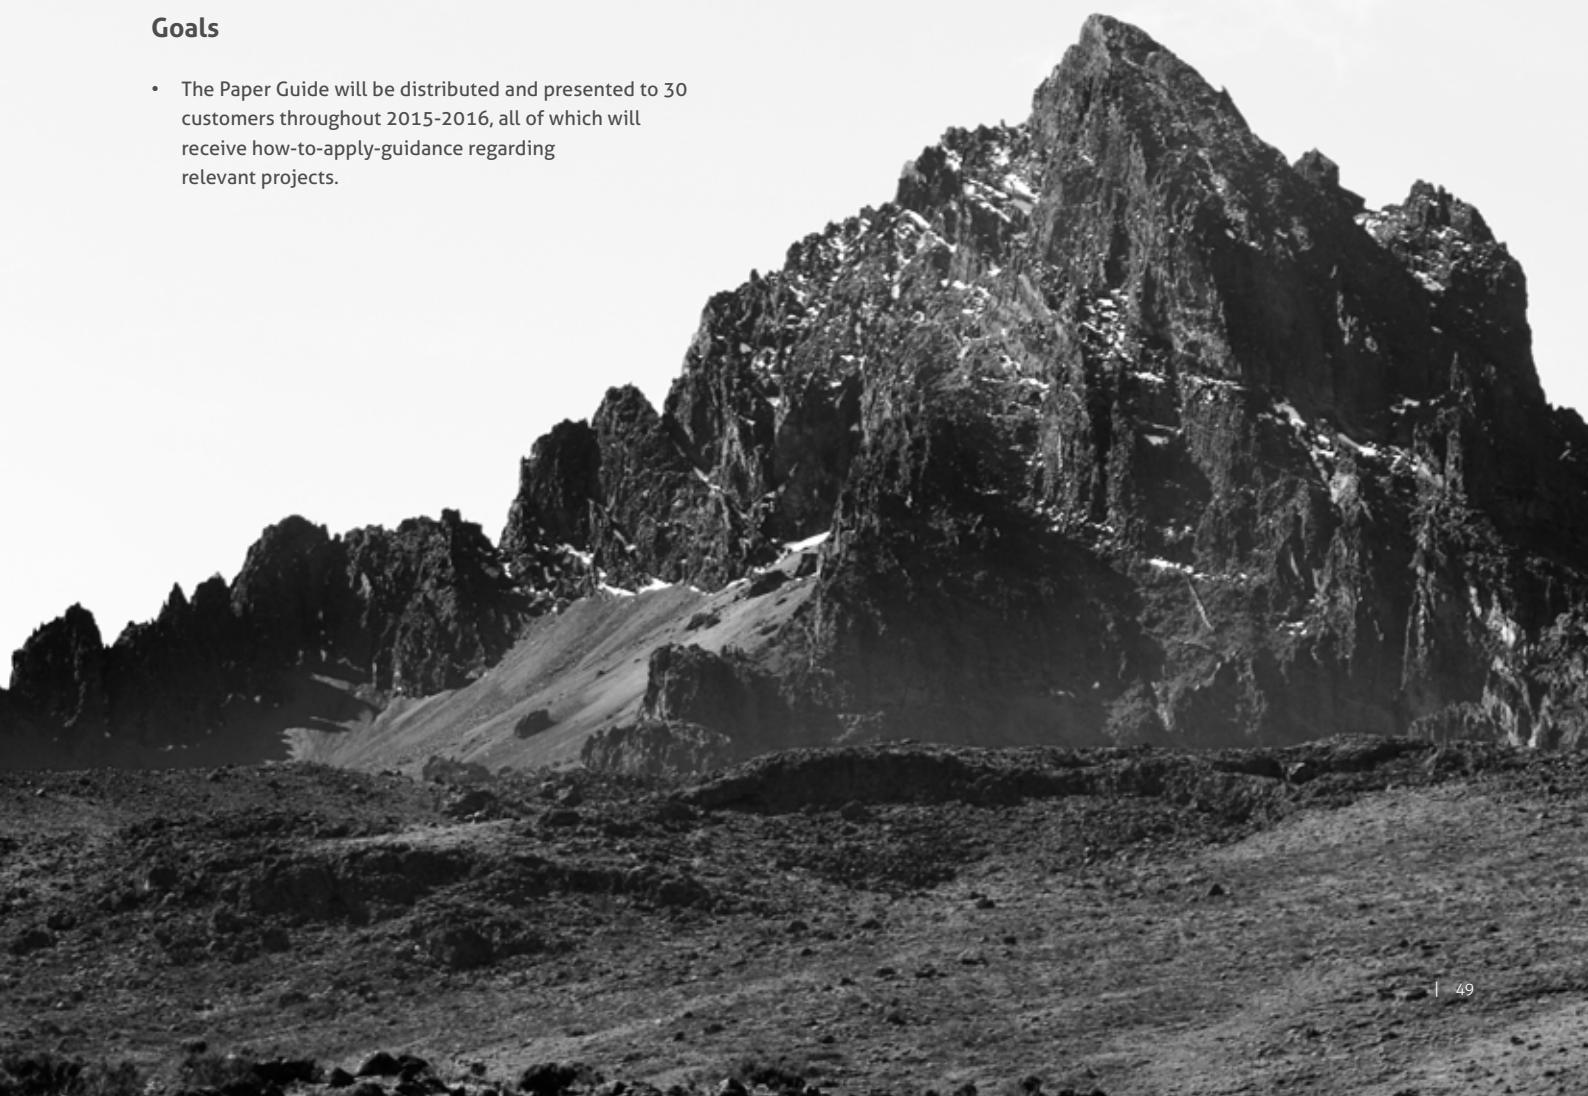 Goals
• The Paper Guide will be distributed and presented to 30
customers throughout 2015-2016, all of which will
receive how-to-apply-guidance regarding
relevant projects.
| 49